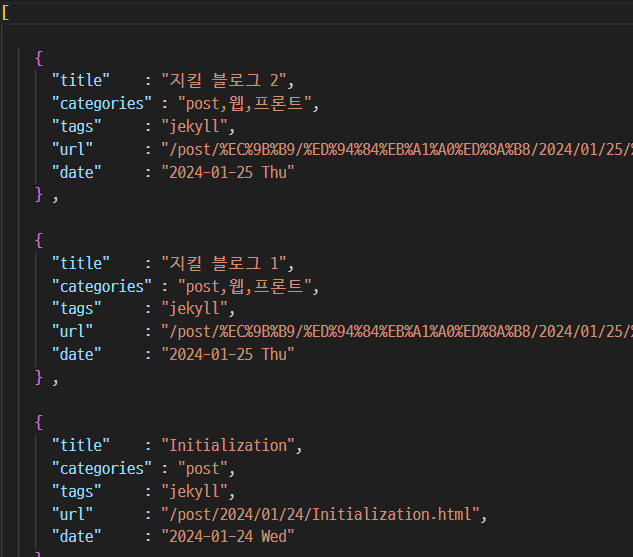 [
{
"title" : "지킬 블로그 2",
"categories" : "post,웹,프론트",
"tags" : "jekyll",
"url" : "/post/%EC%9B%B9/%ED%94%84%EB%A1%A0%ED%8A%B8/2024/01/25/%
"date" : "2024-01-25 Thu"
} ,
{
"title" : "지킬 블로그 1",
"categories" : "post,웹,프론트",
"tags" : "jekyll",
"url" : "/post/%EC%9B%B9/%ED%94%84%EB%A1%A0%ED%8A%B8/2024/01/25/%
"date" : "2024-01-25 Thu"
} ,
{
"title" : "Initialization",
"categories" : "post",
"tags" : "jekyll",
"url" : "/post/2024/01/24/Initialization.html",
"date" : "2024-01-24 Wed"
}